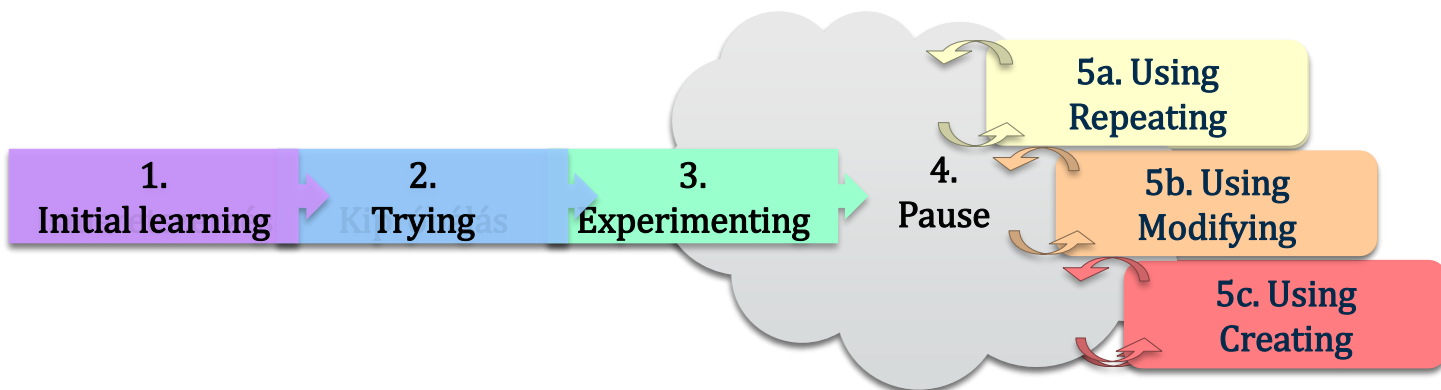 1.
Initial learning
2.
Trying
3.
Experimenting
4.
Pause
5a. Using
Repeating
5b. Using
Modifying
5c. Using
Creating